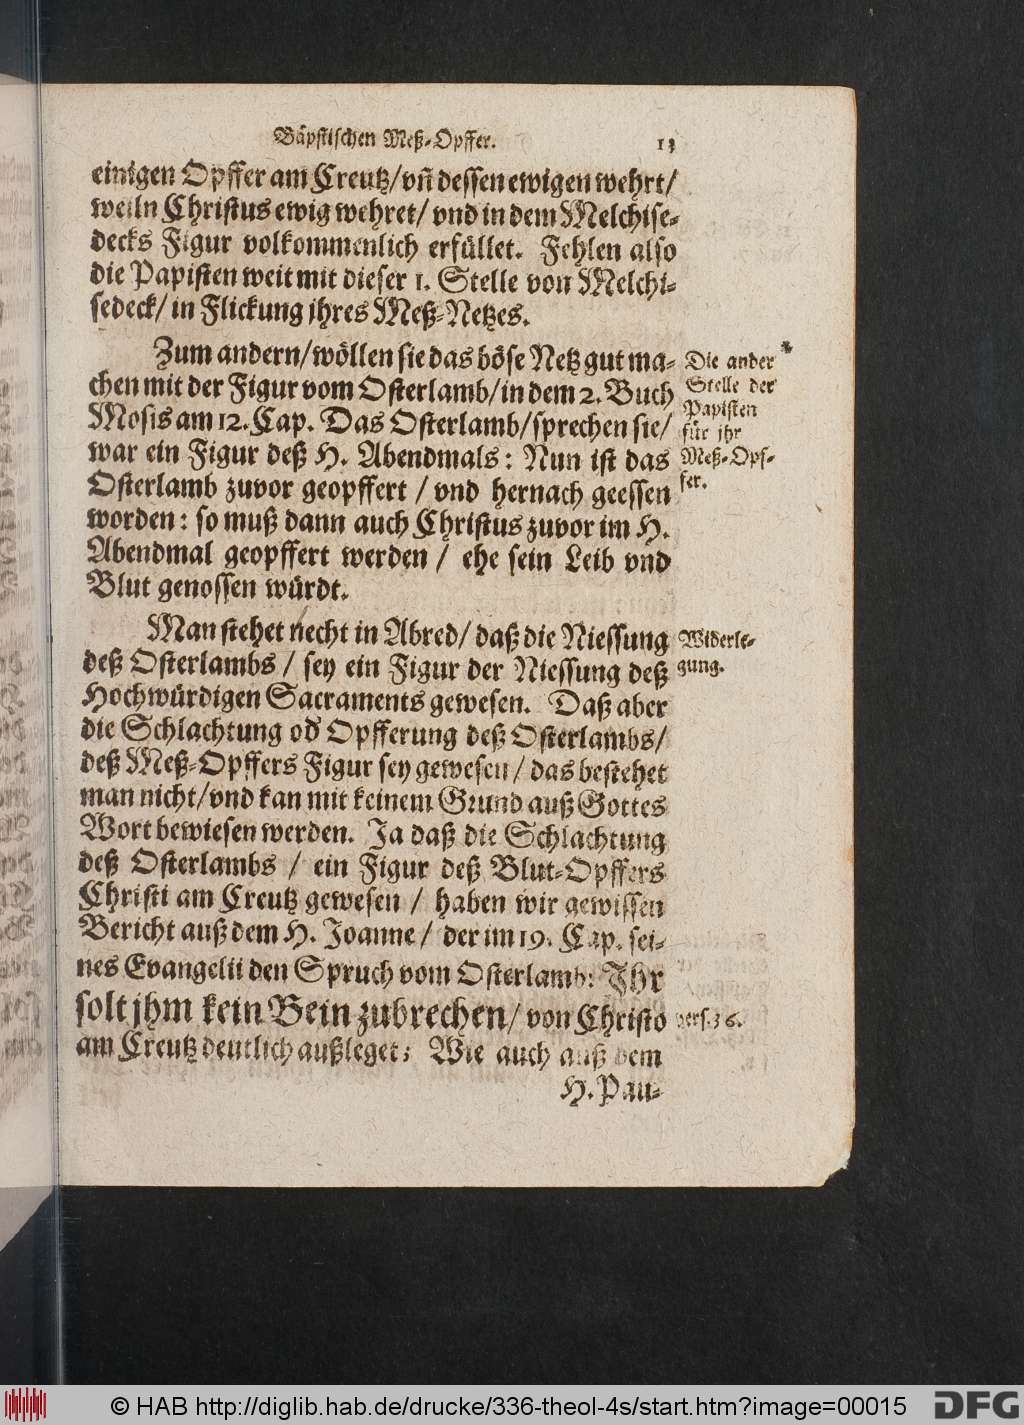 Bäpstischen Meß-Opffer. 13
einigen Opffer am Creutz/ vñ dessen ewigen wehrt/
weiln Christus ewig wehret/ vnd in dem Melchise-
decks Figur volkommenlich erfüllet. Fehlen also
die Papisten weit mit dieser 1. Stelle von Melchi-
sedeck/ in Flickung jhres Meß-Netzes.
Zum andern/ wöllen sie das böse Netz gut ma-
chen mit der Figur vom Osterlamb/ in dem 2. Buch
Mosis am 12. Cap. Das Osterlamb/ sprechen sie/
war ein Figur deß H. Abendmals: Nun ist das
Osterlamb zuvor geopffert / vnd hernach geessen
worden: so muß dann auch Christus zuvor im H.
Abendmal geopffert werden / ehe sein Leib vnd
Blut genossen würdt.
Die ander
Stelle der
Papisten
für jhr
Meß-Opf-
fer.
Man stehet necht in Abred/ daß die Niessung
deß Osterlambs / sey ein Figur der Niessung deß
Hochwürdigen Sacraments gewesen. Daß aber
die Schlachtung od' Opfferung deß Osterlambs/
deß Meß-Opffers Figur sey gewesen / das bestehet
man nicht/ vnd kan mit keinem Grund auß Gottes
Wort bewiesen werden. Ja daß die Schlachtung
deß Osterlambs / ein Figur deß Blut-Opffers
Christi am Creutz gewesen / haben wir gewissen
Bericht auß dem H. Joanne / der im 19. Cap. sei-
nes Evangelii den Spruch vom Osterlamb: Jhr
solt jhm kein Bein zubrechen/ von Christo
am Creutz deutlich außleget: Wie auch auß dem
H. Pau-
Widerle-
gung.
vers. 36.
© HAB http://diglib.hab.de/drucke/336-theol-4s/start.htm?image=00015
DFG